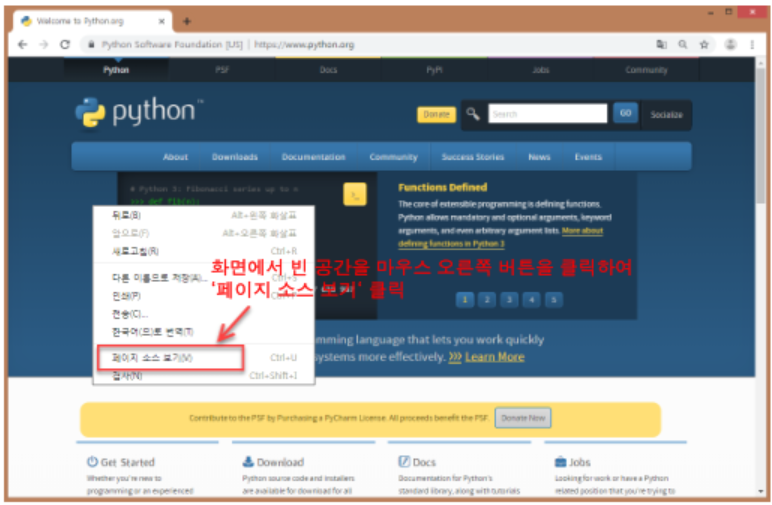 Welcome to Python.org
Python Software Foundation [US] | https://www.python.org
Python PSF Docs PyPI Jobs Community
python™
Donate Search GO Socialize
About Downloads Documentation Community Success Stories News Events
# Python 3: Fibonacci series up to n
>>> def fib(n):
>_
Functions Defined
The core of extensible programming is defining functions.
Python allows mandatory and optional arguments, keyword
arguments, and even arbitrary argument lists. More about
defining functions in Python 3
뒤로(B) Alt+왼쪽 화살표
앞으로(F) Alt+오른쪽 화살표
새로고침(R) Ctrl+R
화면에서 빈 공간을 마우스 오른쪽 버튼을 클릭하여
다른 이름으로 저장(A)... Ctrl+S
'페이지 소스 보기' 클릭
인쇄(P)
1 2 3 4 5
전송(C)...
한국어(으)로 번역(T)
mming language that lets you work quickly
페이지 소스 보기(V) Ctrl+U
systems more effectively. >>> Learn More
검사(N) Ctrl+Shift+I
Contribute to the PSF by Purchasing a PyCharm License. All proceeds benefit the PSF. Donate Now
Get Started Download Docs Jobs
Whether you're new to Python source code and installers Documentation for Python's Looking for work or have a Python
programming or an experienced are available for download for all standard library, along with tutorials related position that you're trying to